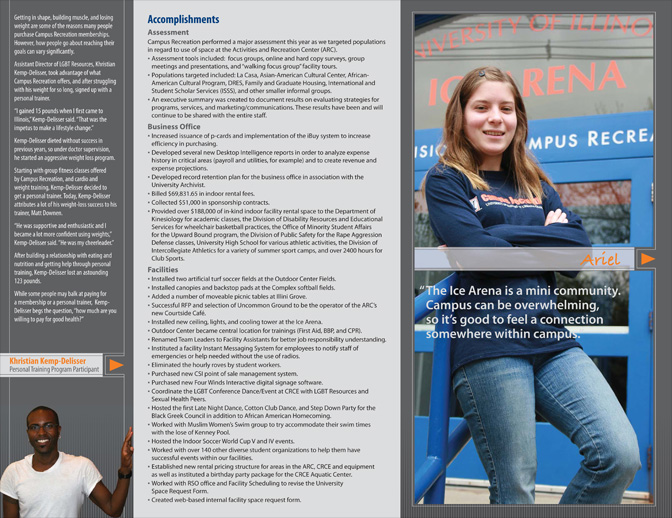 Getting in shape, building muscle, and losing
weight are some of the reasons many people
purchase Campus Recreation memberships.
However, how people go about reaching their
goals can vary significantly.
Assistant Director of LGBT Resources, Khristian
Kemp-Delisser, took advantage of what
Campus Recreation offers, and after struggling
with his weight for so long, signed up with a
personal trainer.
"I gained 15 pounds when I first came to
Illinois," Kemp-Delisser said. "That was the
impetus to make a lifestyle change."
Kemp-Delisser dieted without success in
previous years, so under doctor supervision,
he started an aggressive weight loss program.
Starting with group fitness classes offered
by Campus Recreation, and cardio and
weight training, Kemp-Delisser decided to
get a personal trainer. Today, Kemp-Delisser
attributes a lot of his weight-loss success to his
trainer, Matt Downen.
"He was supportive and enthusiastic and I
became a lot more confident using weights,"
Kemp-Delisser said. "He was my cheerleader."
After building a relationship with eating and
nutrition and getting help through personal
training, Kemp-Delisser lost an astounding
123 pounds.
While some people may balk at paying for
a membership or a personal trainer, Kemp-
Delisser begs the question, "how much are you
willing to pay for good health?"
Khristian Kemp-Delisser
Personal Training Program Participant
Accomplishments
Assessment
Campus Recreation performed a major assessment this year as we targeted populations
in regard to use of space at the Activities and Recreation Center (ARC).
• Assessment tools included: focus groups, online and hard copy surveys, group
meetings and presentations, and "walking focus group" facility tours.
• Populations targeted included: La Casa, Asian-American Cultural Center, African-
American Cultural Program, DRES, Family and Graduate Housing, International and
Student Scholar Services (ISSS), and other smaller informal groups.
• An executive summary was created to document results on evaluating strategies for
programs, services, and marketing/communications. These results have been and will
continue to be shared with the entire staff.
Business Office
• Increased issuance of p-cards and implementation of the iBuy system to increase
efficiency in purchasing.
• Developed several new Desktop Intelligence reports in order to analyze expense
history in critical areas (payroll and utilities, for example) and to create revenue and
expense projections.
• Developed record retention plan for the business office in association with the
University Archivist.
• Billed $69,831.65 in indoor rental fees.
• Collected $51,000 in sponsorship contracts.
• Provided over $188,000 of in-kind indoor facility rental space to the Department of
Kinesiology for academic classes, the Division of Disability Resources and Educational
Services for wheelchair basketball practices, the Office of Minority Student Affairs
for the Upward Bound program, the Division of Public Safety for the Rape Aggression
Defense classes, University High School for various athletic activities, the Division of
Intercollegiate Athletics for a variety of summer sport camps, and over 2400 hours for
Club Sports.
Facilities
• Installed two artificial turf soccer fields at the Outdoor Center Fields.
• Installed canopies and backstop pads at the Complex softball fields.
• Added a number of moveable picnic tables at Illini Grove.
• Successful RFP and selection of Uncommon Ground to be the operator of the ARC's
new Courtside Café.
• Installed new ceiling, lights, and cooling tower at the Ice Arena.
• Outdoor Center became central location for trainings (First Aid, BBP, and CPR).
• Renamed Team Leaders to Facility Assistants for better job responsibility understanding.
• Instituted a facility Instant Messaging System for employees to notify staff of
emergencies or help needed without the use of radios.
• Eliminated the hourly roves by student workers.
• Purchased new CSI point of sale management system.
• Purchased new Four Winds Interactive digital signage software.
• Coordinate the LGBT Conference Dance/Event at CRCE with LGBT Resources and
Sexual Health Peers.
• Hosted the first Late Night Dance, Cotton Club Dance, and Step Down Party for the
Black Greek Council in addition to African American Homecoming.
• Worked with Muslim Women's Swim group to try accommodate their swim times
with the lose of Kenney Pool.
• Hosted the Indoor Soccer World Cup V and IV events.
• Worked with over 140 other diverse student organizations to help them have
successful events within our facilities.
• Established new rental pricing structure for areas in the ARC, CRCE and equipment
as well as instituted a birthday party package for the CRCE Aquatic Center.
• Worked with RSO office and Facility Scheduling to revise the University
Space Request Form.
• Created web-based internal facility space request form.
VERSITY OF ILLINO
ICE ARENA
MPUS RECREA
Ariel
"The Ice Arena is a mini community.
Campus can be overwhelming,
so it's good to feel a connection
somewhere within campus."